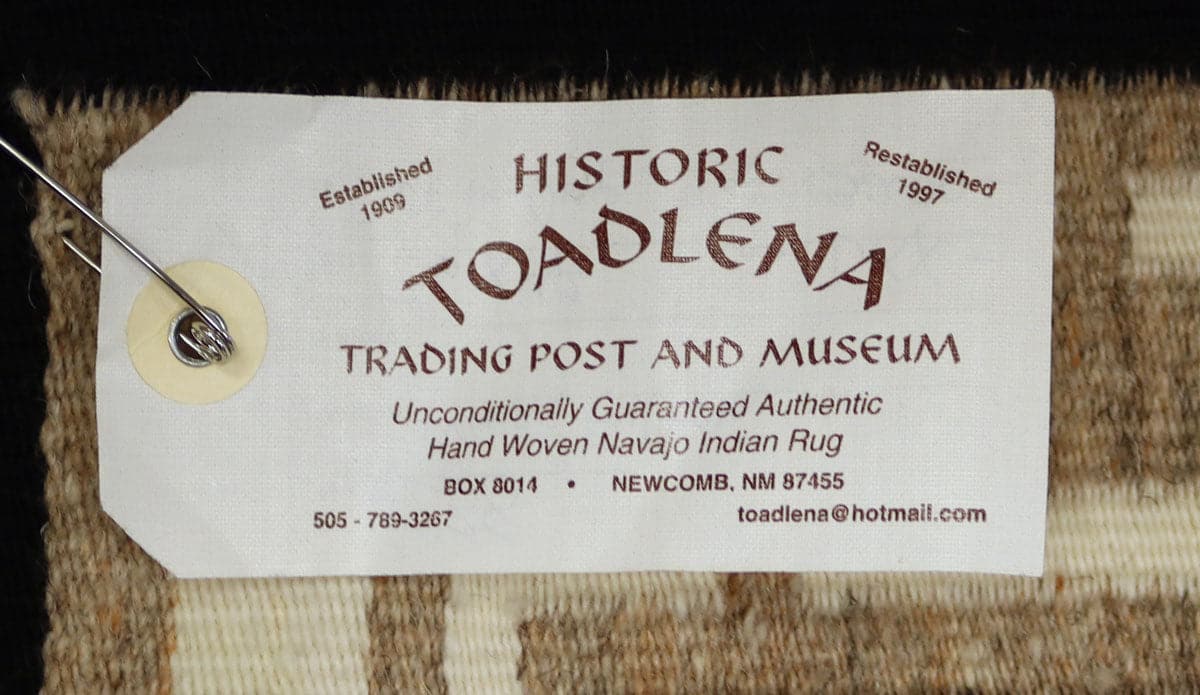 Established
1909
HISTORIC
Restablished
1997
TOADLENA
TRADING POST AND MUSEUM
Unconditionally Guaranteed Authentic
Hand Woven Navajo Indian Rug
BOX 8014 • NEWCOMB, NM 87455
505 - 789-3267
toadlena@hotmail.com